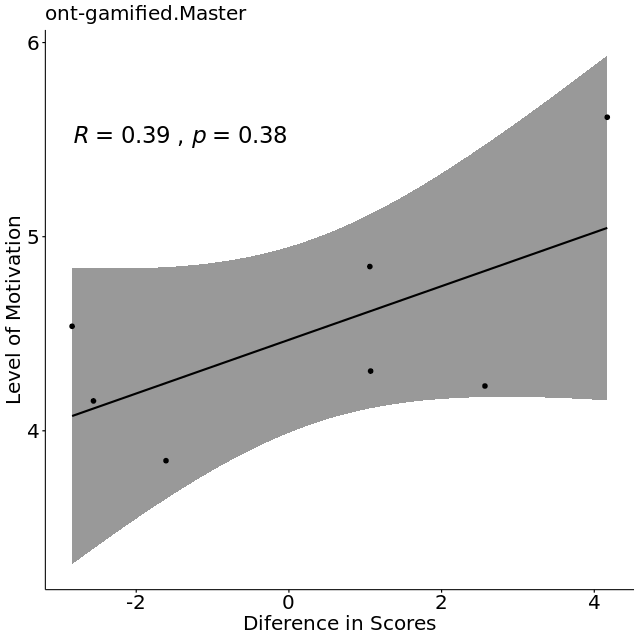 ont-gamified.Master
6
R = 0.39 , p = 0.38
5
4
Level of Motivation
-2 0 2 4
Diference in Scores